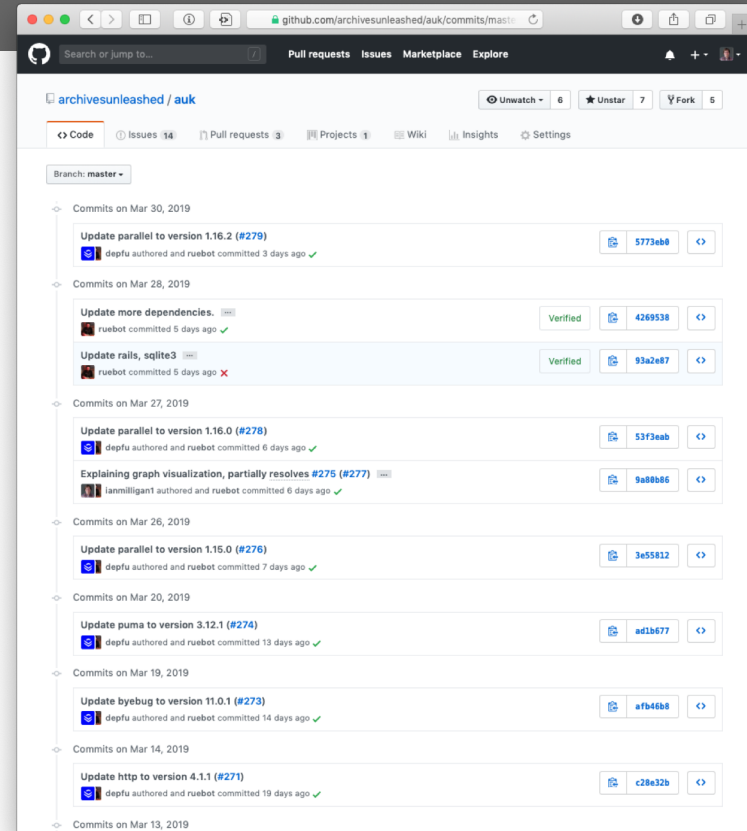 github.com/archivesunleashed/auk/commits/maste
Search or jump to... /
Pull requests Issues Marketplace Explore
archivesunleashed / auk
Unwatch 6 Unstar 7 Fork 5
Code Issues 14 Pull requests 3 Projects 1 Wiki Insights Settings
Branch: master
Commits on Mar 30, 2019
Update parallel to version 1.16.2 (#279)
depfu authored and ruebot committed 3 days ago
5773eb0
Commits on Mar 28, 2019
Update more dependencies. ...
ruebot committed 5 days ago
Verified 4269538
Update rails, sqlite3 ...
ruebot committed 5 days ago
Verified 93a2e87
Commits on Mar 27, 2019
Update parallel to version 1.16.0 (#278)
depfu authored and ruebot committed 6 days ago
53f3eab
Explaining graph visualization, partially resolves #275 (#277) ...
ianmilligan1 authored and ruebot committed 6 days ago
9a80b86
Commits on Mar 26, 2019
Update parallel to version 1.15.0 (#276)
depfu authored and ruebot committed 7 days ago
3e55812
Commits on Mar 20, 2019
Update puma to version 3.12.1 (#274)
depfu authored and ruebot committed 13 days ago
ad1b677
Commits on Mar 19, 2019
Update byebug to version 11.0.1 (#273)
depfu authored and ruebot committed 14 days ago
afb46b8
Commits on Mar 14, 2019
Update http to version 4.1.1 (#271)
depfu authored and ruebot committed 19 days ago
c28e32b
Commits on Mar 13, 2019